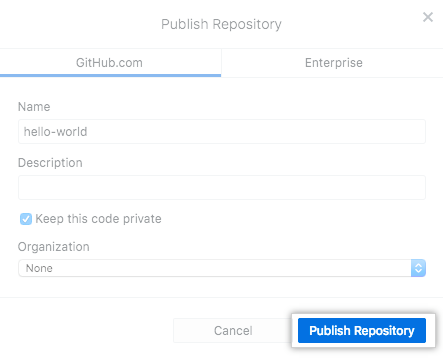 Publish Repository
GitHub.com
Enterprise
Name
hello-world
Description
Keep this code private
Organization
None
Cancel
Publish Repository